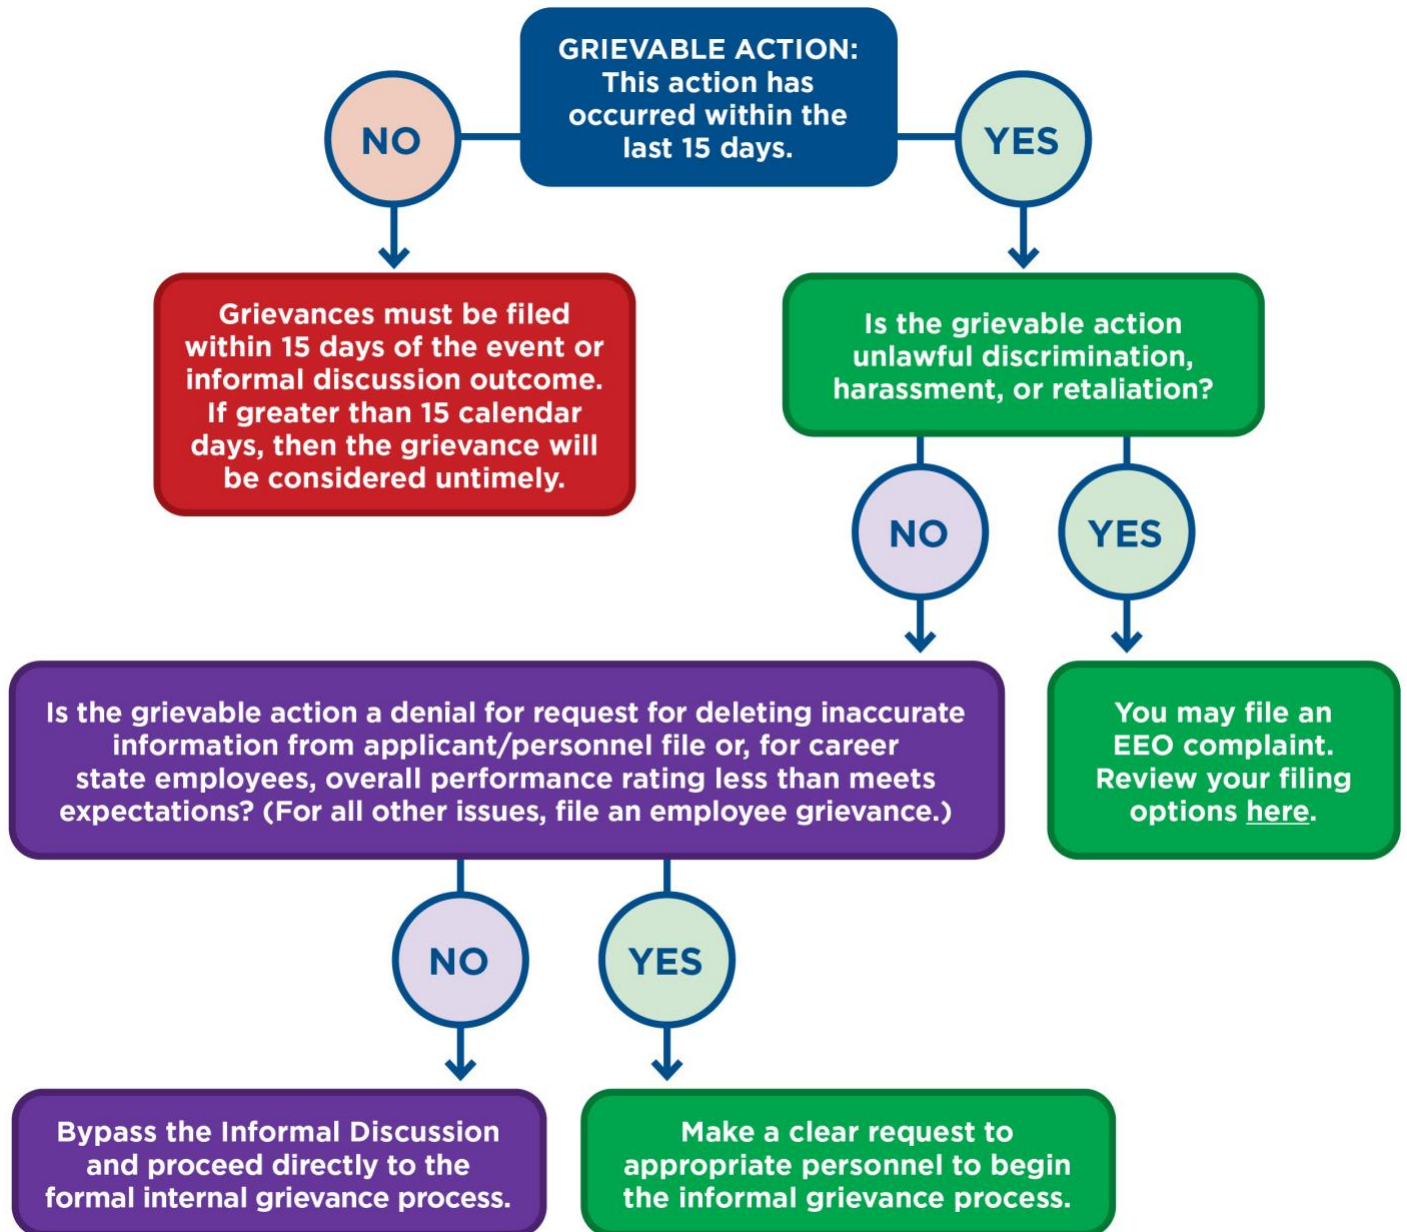 GRIEVABLE ACTION:
This action has
occurred within the
last 15 days.
NO
YES
Grievances must be filed
within 15 days of the event or
informal discussion outcome.
If greater than 15 calendar
days, then the grievance will
be considered untimely.
Is the grievable action
unlawful discrimination,
harassment, or retaliation?
NO
YES
Is the grievable action a denial for request for deleting inaccurate
information from applicant/personnel file or, for career
state employees, overall performance rating less than meets
expectations? (For all other issues, file an employee grievance.)
You may file an
EEO complaint.
Review your filing
options here.
NO
YES
Bypass the Informal Discussion
and proceed directly to the
formal internal grievance process.
Make a clear request to
appropriate personnel to begin
the informal grievance process.